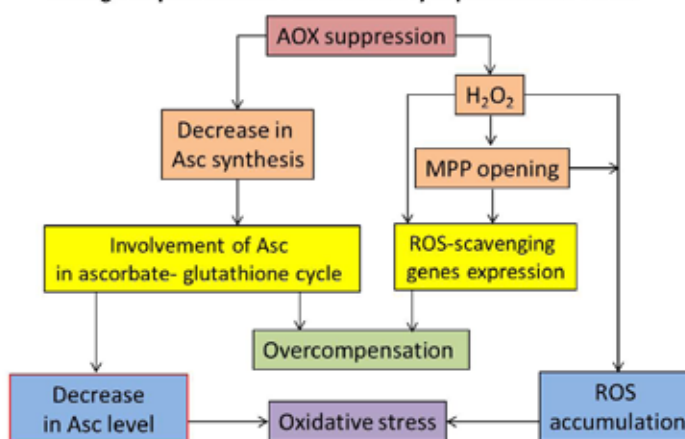 AOX suppression
H₂O₂
Decrease in
Asc synthesis
MPP opening
Involvement of Asc
in ascorbate- glutathione cycle
ROS-scavenging
genes expression
Overcompensation
Decrease
in Asc level
Oxidative stress
ROS
accumulation